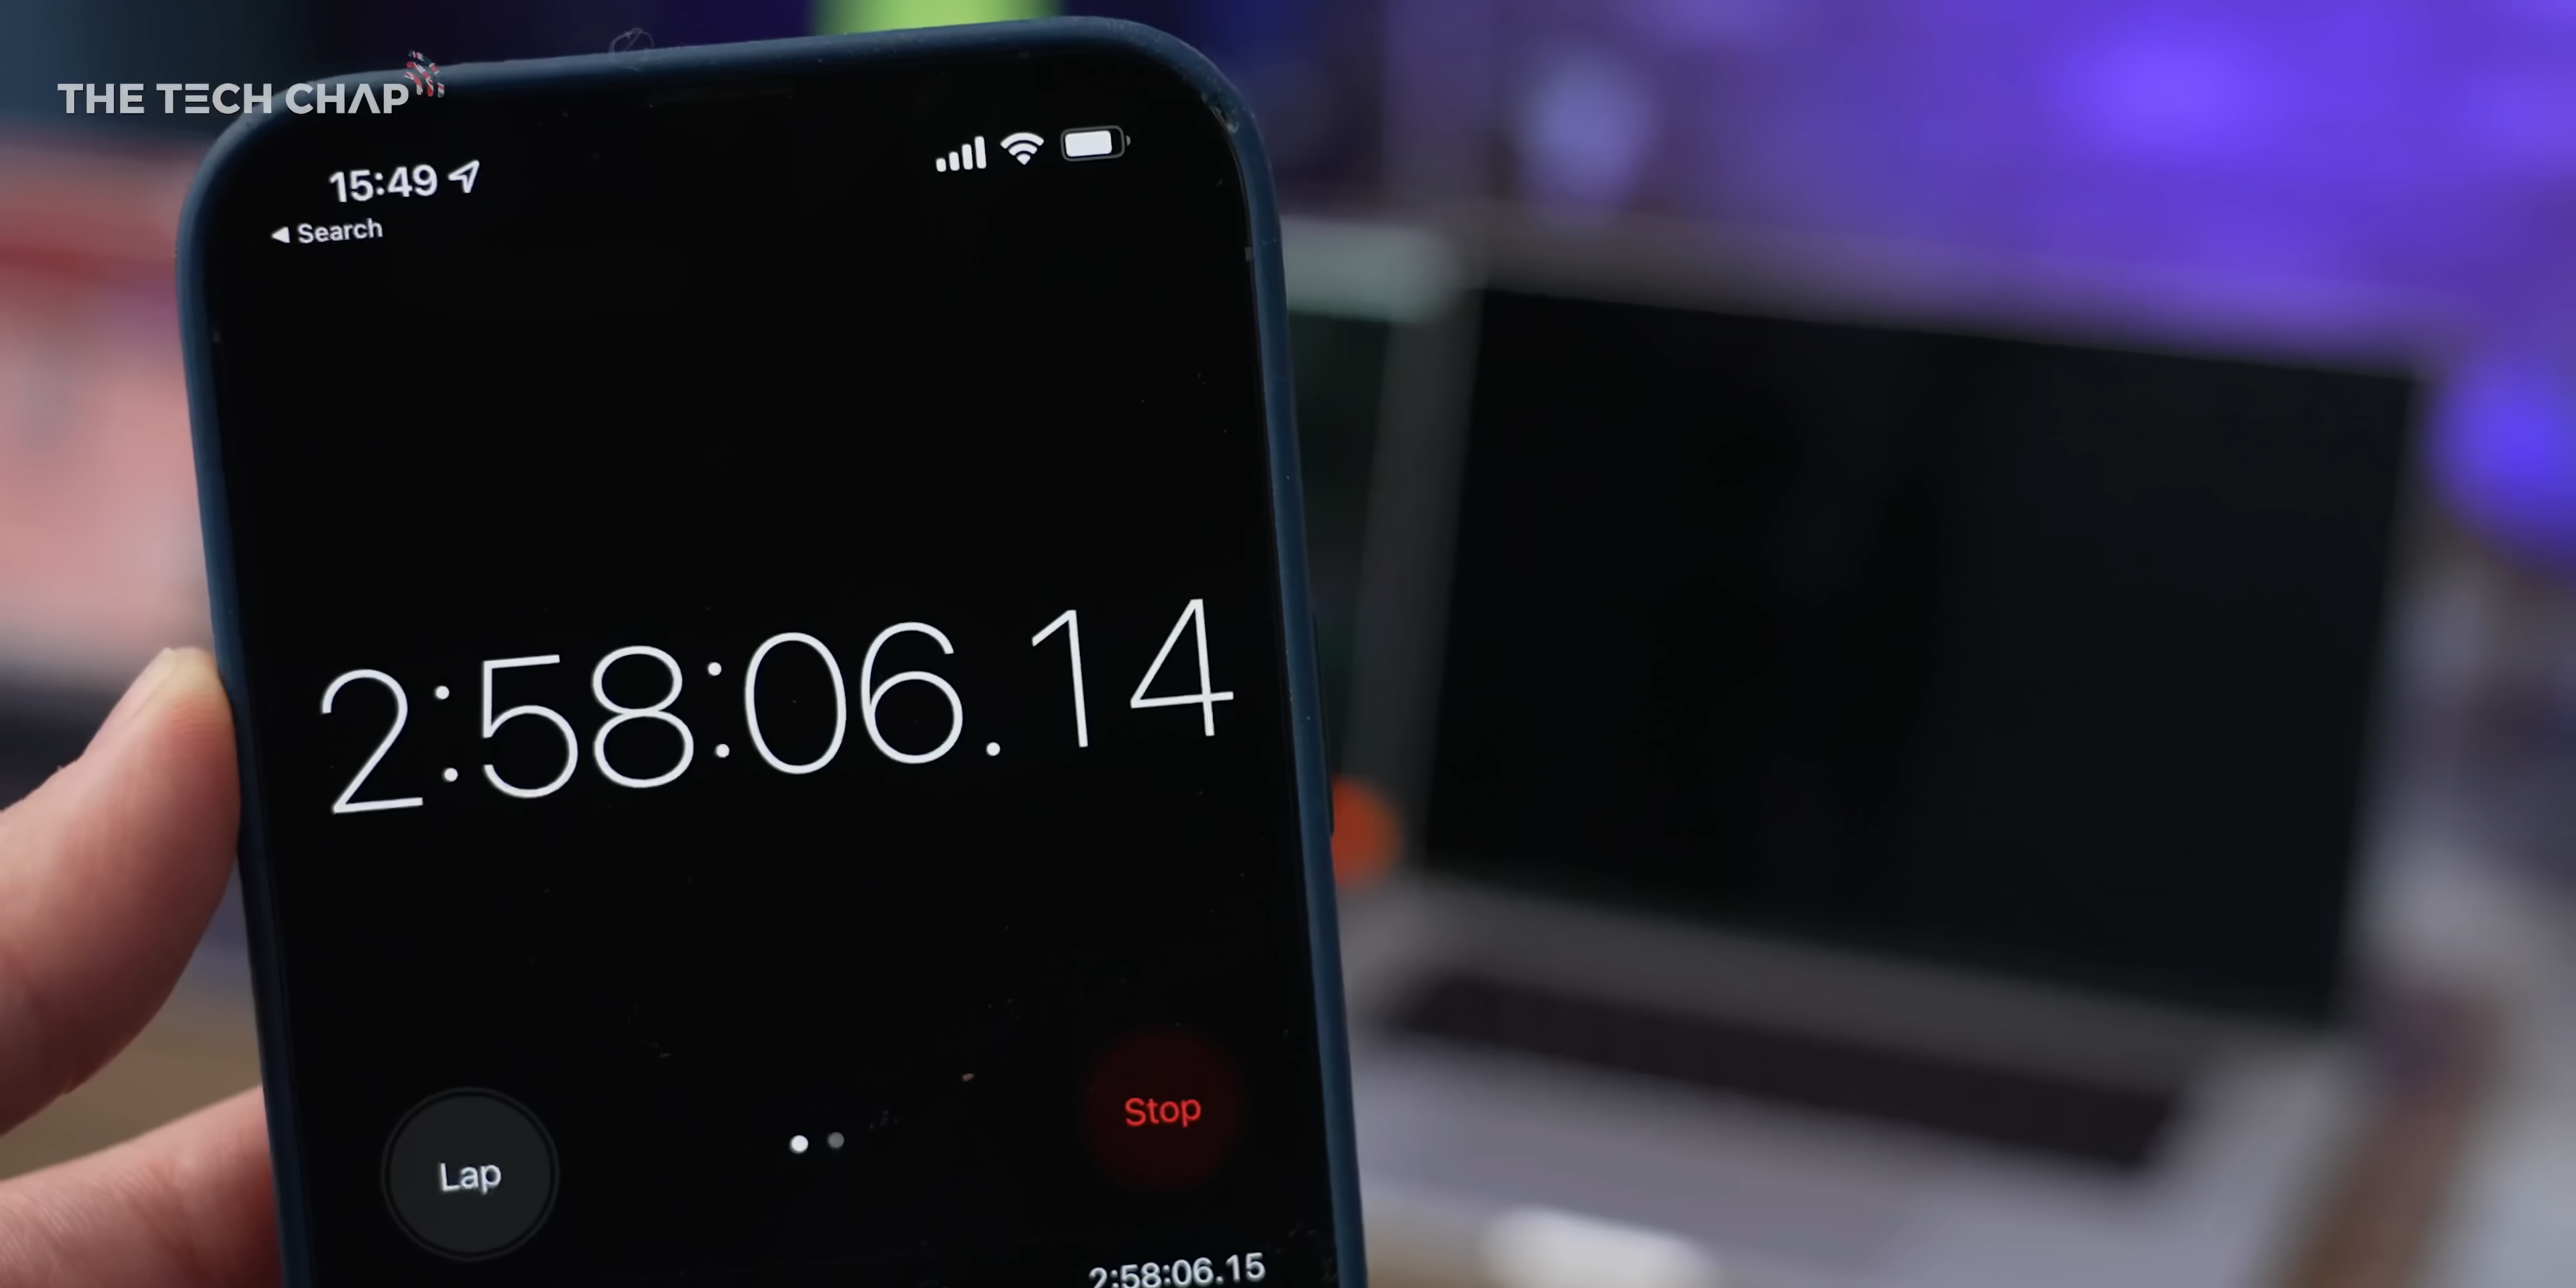 THE TECH CHAP
15:49
◀ Search
2:58:06.14
Lap
Stop
2:58:06.15